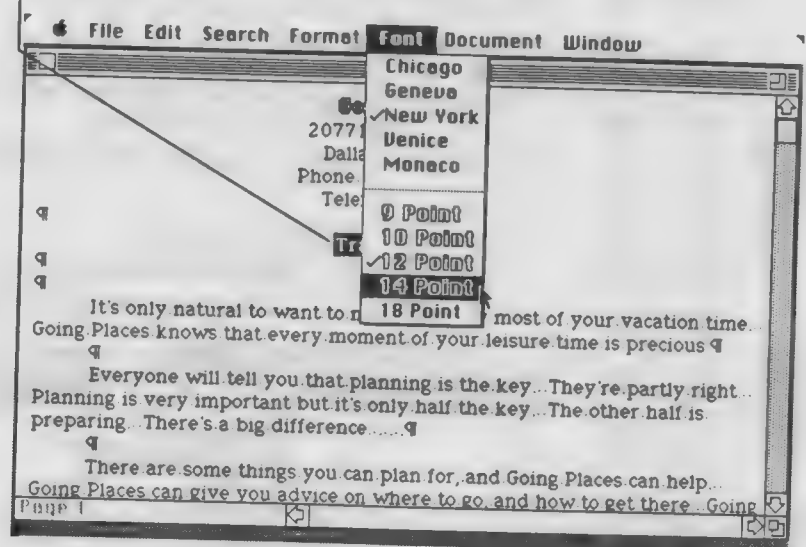 File Edit Search Format Font Document Window
Chicago
Geneva
✓New York
Venice
Monaco
9 Point
10 Point
✓12 Point
14 Point
18 Point
20771
Dalla
Phone
Tele
Tra
¶
¶
¶
It's only natural to want to m most of your vacation time
Going Places knows that every moment of your leisure time is precious ¶
¶
Everyone will tell you that planning is the key... They're partly right...
Planning is very important but it's only half the key... The other half is
preparing... There's a big difference......¶
¶
There are some things you can plan for, and Going Places can help...
Going Places can give you advice on where to go, and how to get there.. Going
Page 1